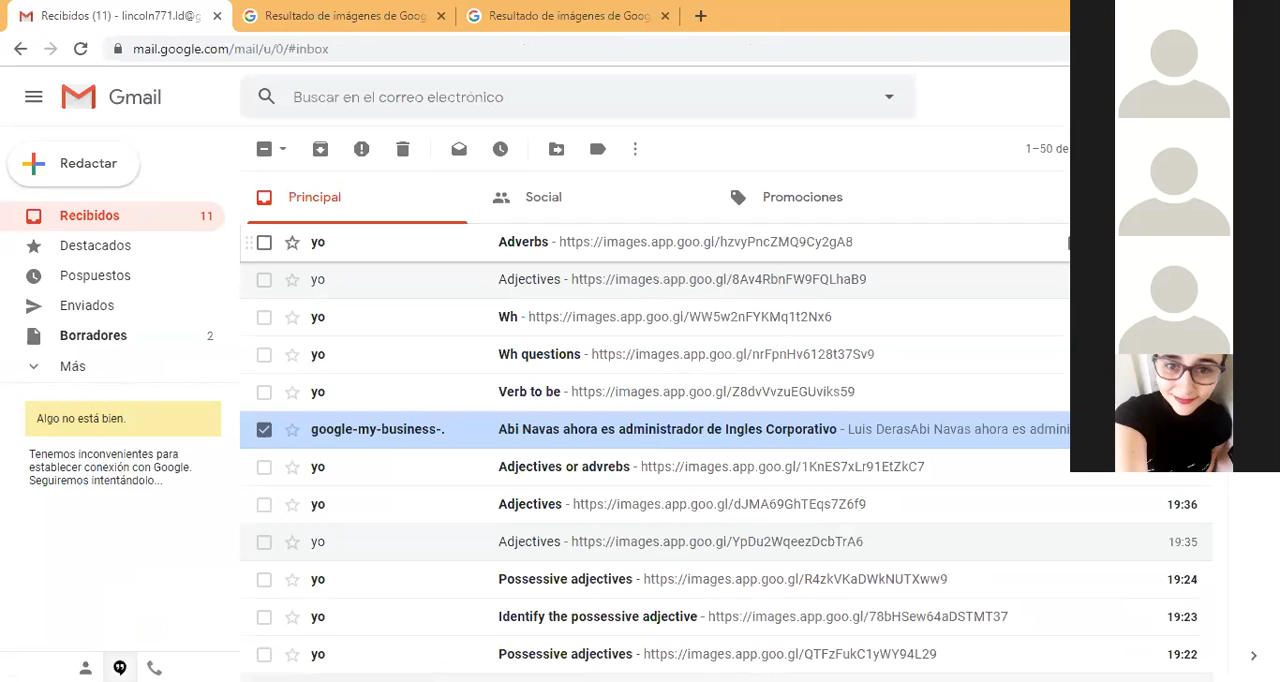 Recibidos (11) - lincoln771.ld@g
Resultado de imágenes de Goog
Resultado de imágenes de Goog
mail.google.com/mail/u/0/#inbox
Gmail
Buscar en el correo electrónico
Redactar
1–50 de
Principal
Social
Promociones
Recibidos 11
Destacados
Pospuestos
Enviados
Borradores 2
Más
Algo no está bien.
Tenemos inconvenientes para
establecer conexión con Google.
Seguiremos intentándolo...
yo Adverbs - https://images.app.goo.gl/hzvyPncZMQ9Cy2gA8
yo Adjectives - https://images.app.goo.gl/8Av4RbnFW9FQLhaB9
yo Wh - https://images.app.goo.gl/WW5w2nFYKMq1t2Nx6
yo Wh questions - https://images.app.goo.gl/nrFpnHv6128t37Sv9
yo Verb to be - https://images.app.goo.gl/Z8dvVvzuEGUviks59
google-my-business-. Abi Navas ahora es administrador de Ingles Corporativo - Luis DerasAbi Navas ahora es admini
yo Adjectives or advrebs - https://images.app.goo.gl/1KnES7xLr91EtZkC7
yo Adjectives - https://images.app.goo.gl/dJMA69GhTEqs7Z6f9 19:36
yo Adjectives - https://images.app.goo.gl/YpDu2WqeezDcbTrA6 19:35
yo Possessive adjectives - https://images.app.goo.gl/R4zkVKaDWkNUTXww9 19:24
yo Identify the possessive adjective - https://images.app.goo.gl/78bHSew64aDSTMT37 19:23
yo Possessive adjectives - https://images.app.goo.gl/QTFzFukC1yWY94L29 19:22